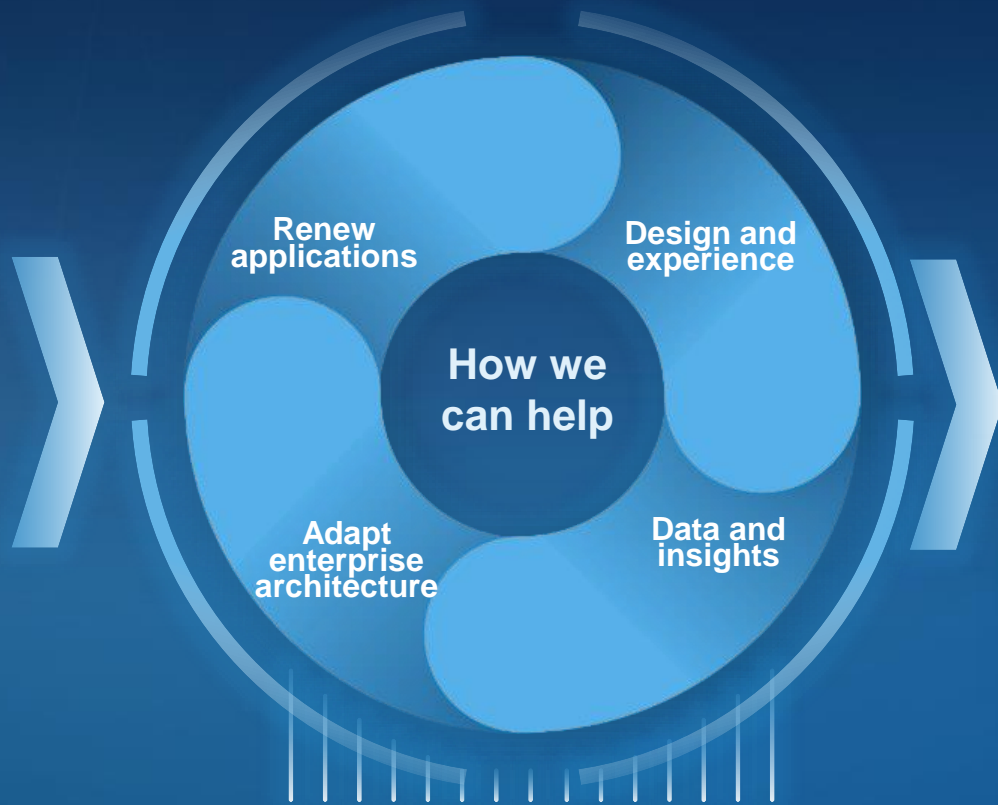 Renew
applications
Design and
experience
How we
can help
Adapt
enterprise
architecture
Data and
insights